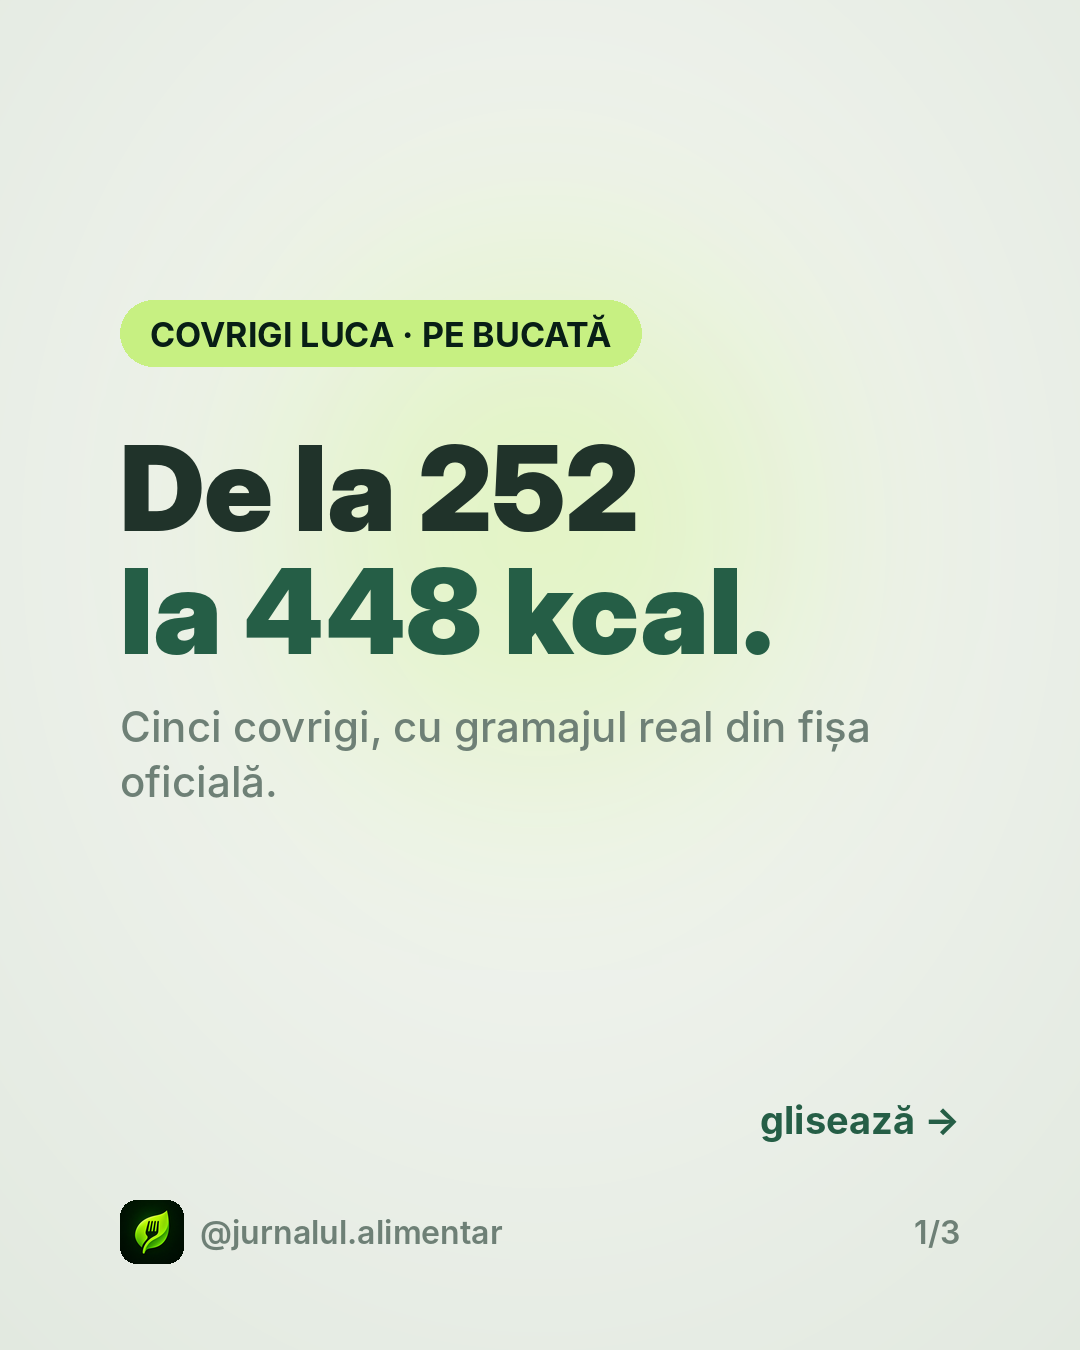 COVRIGI LUCA · PE BUCATĂ
De la 252
la 448 kcal.
Cinci covrigi, cu gramajul real din fișa
oficială.
glisează →
@jurnalul.alimentar
1/3